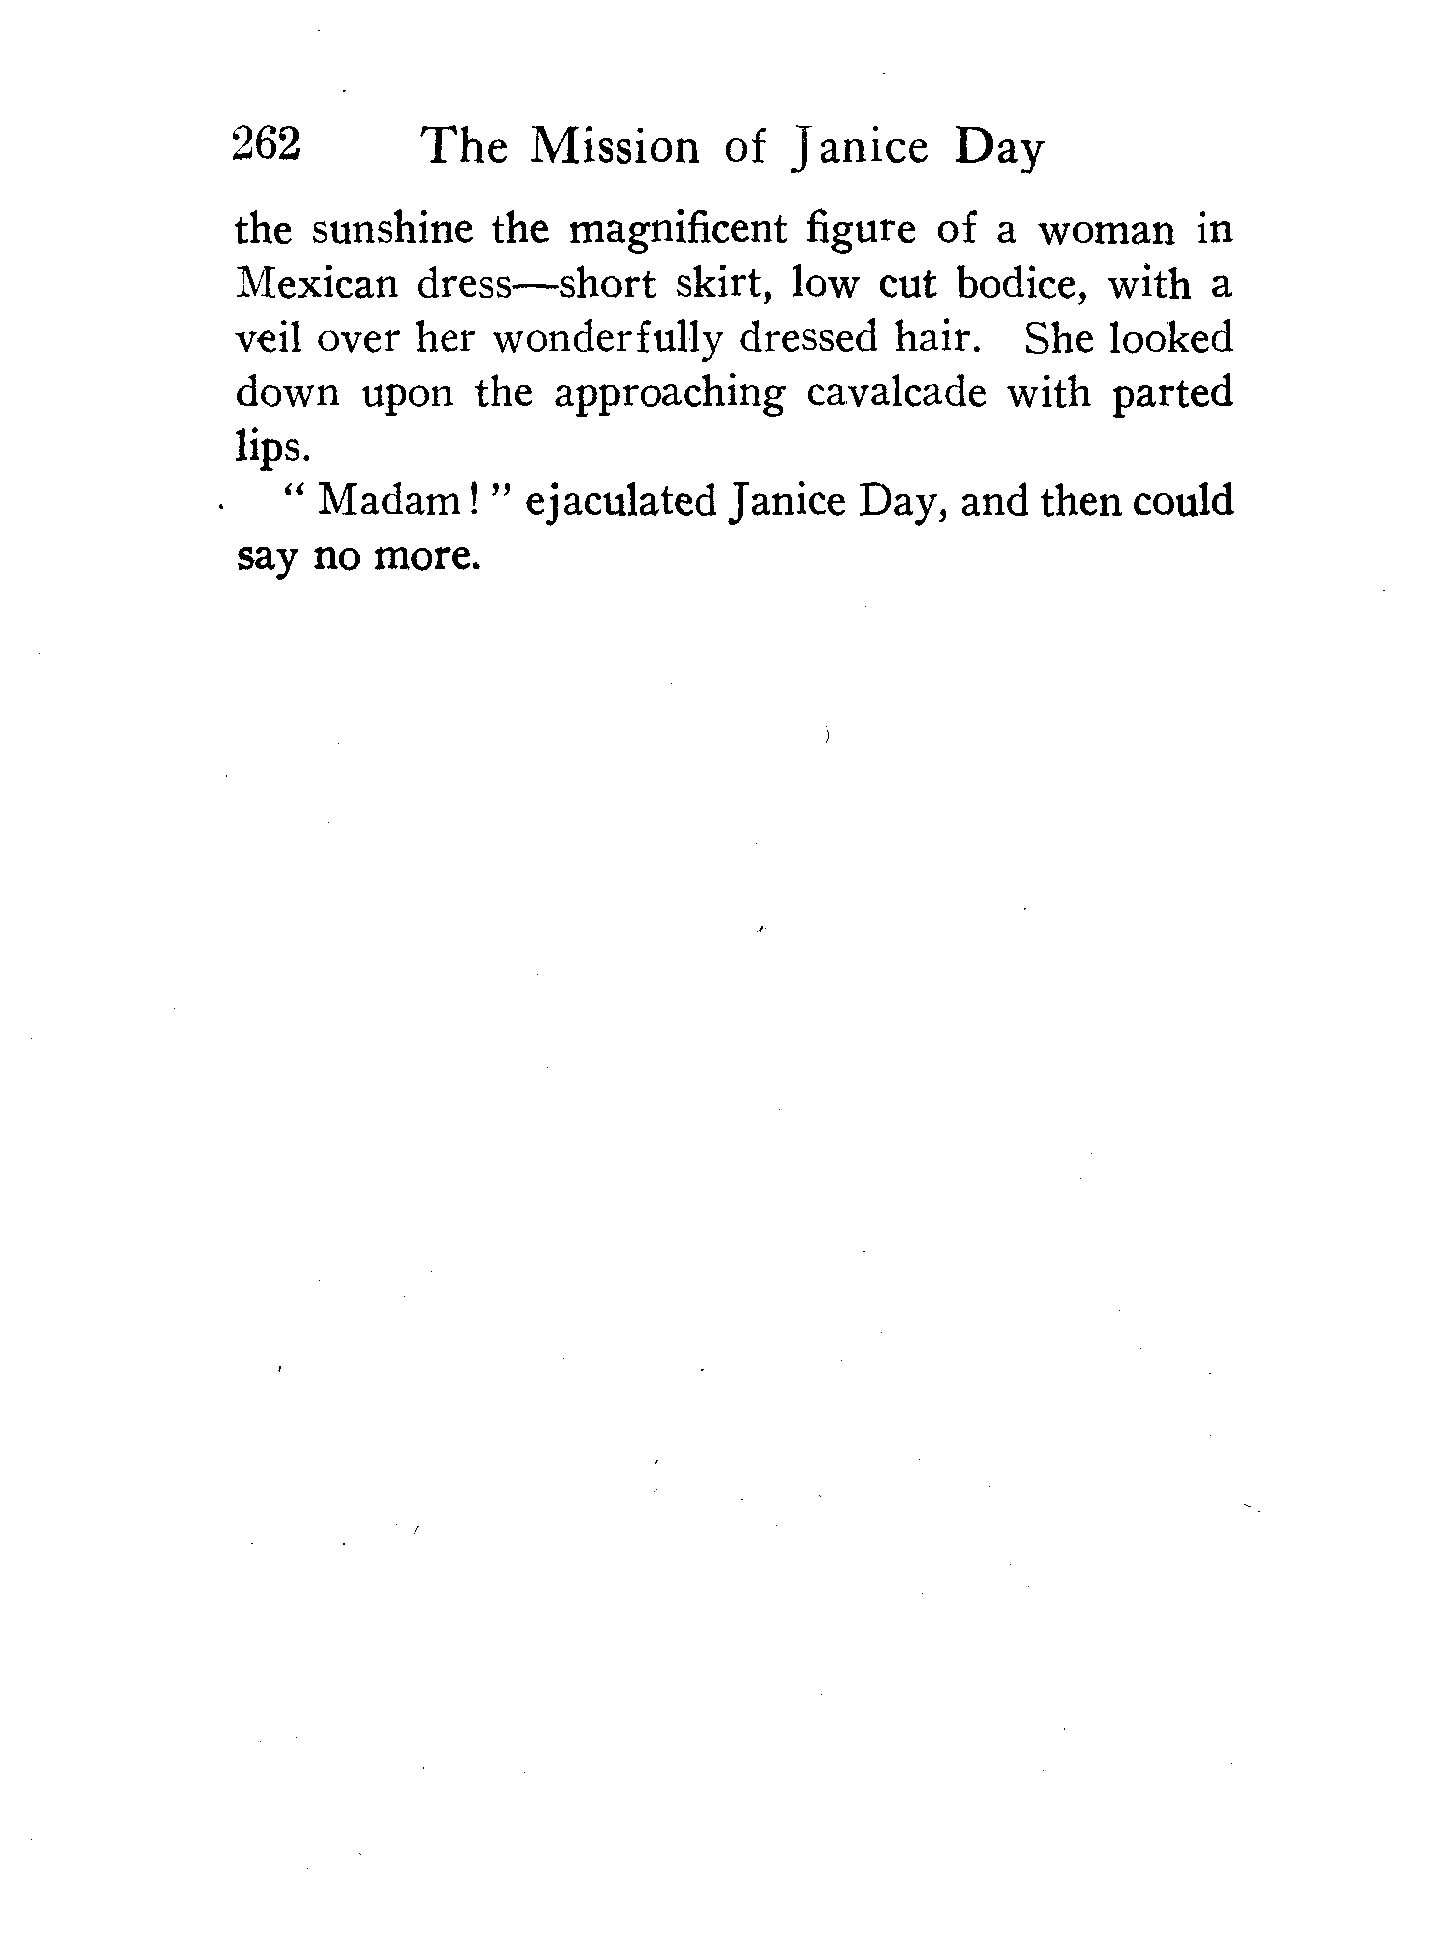 262 The Mission of Janice Day
the sunshine the magnificent figure of a woman in
Mexican dress—short skirt, low cut bodice, with a
veil over her wonderfully dressed hair. She looked
down upon the approaching cavalcade with parted
lips.
" Madam! " ejaculated Janice Day, and then could
say no more.